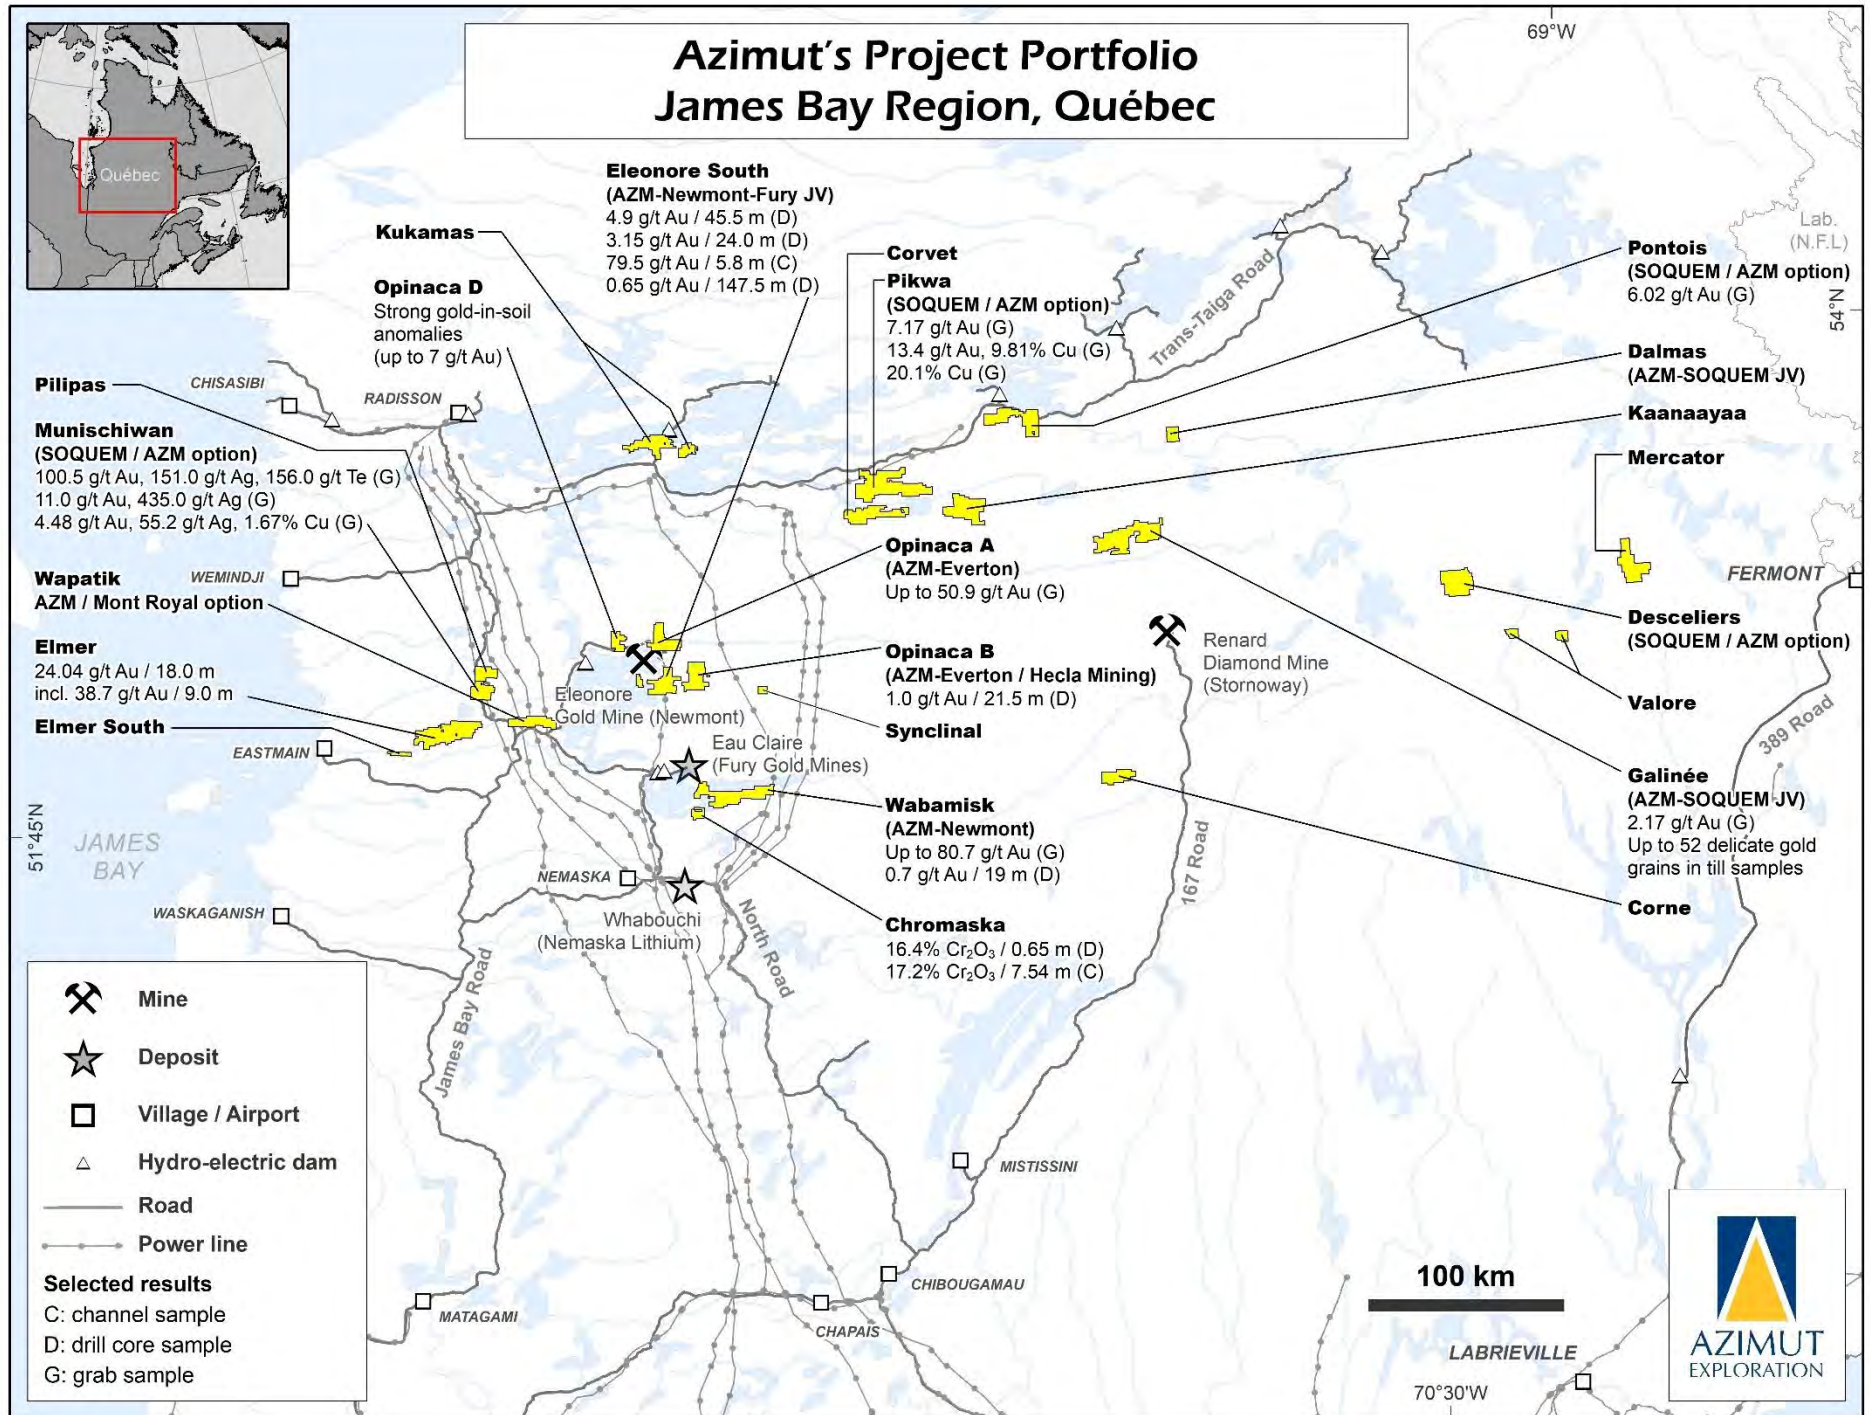 Azimut's Project Portfolio
James Bay Region, Québec
Québec
69°W
54°N
51°45'N
70°30'W
Lab.
(N.F.L)
Eleonore South
(AZM-Newmont-Fury JV)
4.9 g/t Au / 45.5 m (D)
3.15 g/t Au / 24.0 m (D)
79.5 g/t Au / 5.8 m (C)
0.65 g/t Au / 147.5 m (D)
Kukamas
Opinaca D
Strong gold-in-soil
anomalies
(up to 7 g/t Au)
Corvet
Pikwa
(SOQUEM / AZM option)
7.17 g/t Au (G)
13.4 g/t Au, 9.81% Cu (G)
20.1% Cu (G)
Trans-Taiga Road
Pontois
(SOQUEM / AZM option)
6.02 g/t Au (G)
Dalmas
(AZM-SOQUEM JV)
Kaanaayaa
Mercator
Pilipas
CHISASIBI
RADISSON
Munischiwan
(SOQUEM / AZM option)
100.5 g/t Au, 151.0 g/t Ag, 156.0 g/t Te (G)
11.0 g/t Au, 435.0 g/t Ag (G)
4.48 g/t Au, 55.2 g/t Ag, 1.67% Cu (G)
Wapatik
AZM / Mont Royal option
WEMINDJI
Elmer
24.04 g/t Au / 18.0 m
incl. 38.7 g/t Au / 9.0 m
Elmer South
EASTMAIN
Opinaca A
(AZM-Everton)
Up to 50.9 g/t Au (G)
Opinaca B
(AZM-Everton / Hecla Mining)
1.0 g/t Au / 21.5 m (D)
Synclinal
Eleonore
Gold Mine (Newmont)
Eau Claire
(Fury Gold Mines)
Renard
Diamond Mine
(Stornoway)
FERMONT
Desceliers
(SOQUEM / AZM option)
Valore
389 Road
Galinée
(AZM-SOQUEM JV)
2.17 g/t Au (G)
Up to 52 delicate gold
grains in till samples
Corne
Wabamisk
(AZM-Newmont)
Up to 80.7 g/t Au (G)
0.7 g/t Au / 19 m (D)
Chromaska
16.4% Cr₂O₃ / 0.65 m (D)
17.2% Cr₂O₃ / 7.54 m (C)
JAMES
BAY
NEMASKA
WASKAGANISH
Whabouchi
(Nemaska Lithium)
North Road
167 Road
James Bay Road
Mine
Deposit
Village / Airport
Hydro-electric dam
Road
Power line
Selected results
C: channel sample
D: drill core sample
G: grab sample
MATAGAMI
MISTISSINI
CHIBOUGAMAU
CHAPAIS
100 km
LABRIEVILLE
AZIMUT
EXPLORATION